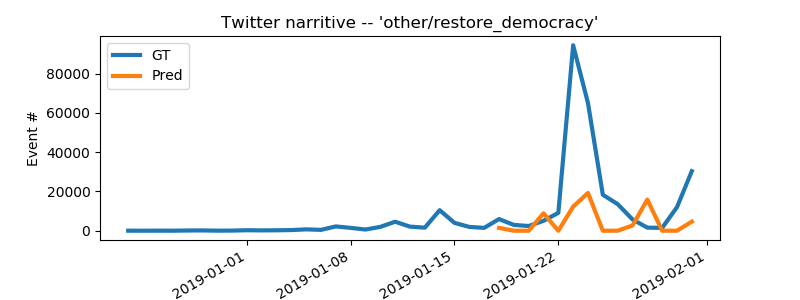 Twitter narritive -- 'other/restore_democracy'
GT
Pred
Event #
80000
60000
40000
20000
0
2019-01-01
2019-01-08
2019-01-15
2019-01-22
2019-02-01